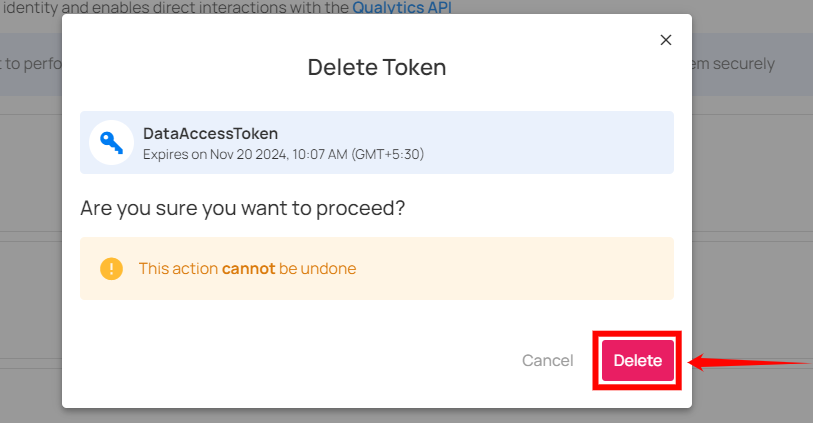 identity and enables direct interactions with the Qualytics API
t to perfo
em securely
Delete Token
DataAccessToken
Expires on Nov 20 2024, 10:07 AM (GMT+5:30)
Are you sure you want to proceed?
This action cannot be undone
Cancel
Delete